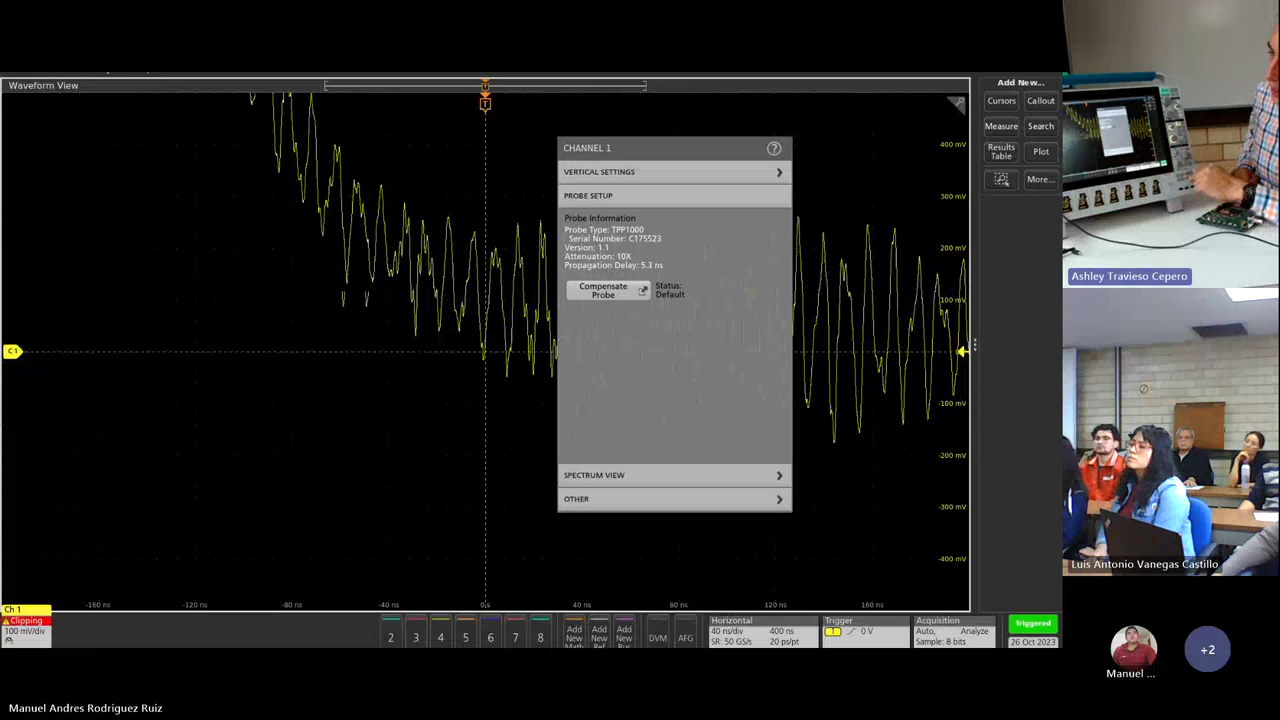 Waveform View
Add New...
Cursors
Callout
Measure
Search
Results
Table
Plot
More...
T
T
400 mV
300 mV
200 mV
100 mV
-100 mV
-200 mV
-300 mV
-400 mV
C 1
CHANNEL 1
?
VERTICAL SETTINGS
PROBE SETUP
Probe Information
Probe Type: TPP1000
Serial Number: C175523
Version: 1.1
Attenuation: 10X
Propagation Delay: 5.3 ns
Compensate
Probe
Status:
Default
SPECTRUM VIEW
OTHER
-160 ns
-120 ns
-80 ns
-40 ns
0 s
40 ns
80 ns
120 ns
160 ns
Ch 1
Clipping
100 mV/div
2
3
4
5
6
7
8
Add
New
Math
Add
New
Ref
Add
New
Bus
DVM
AFG
Horizontal
40 ns/div 400 ns
SR: 50 GS/s 20 ps/pt
Trigger
1 0 V
Acquisition
Auto, Analyze
Sample: 8 bits
Triggered
26 Oct 2023
Ashley Travieso Cepero
Luis Antonio Vanegas Castillo
Manuel ...
+2
Manuel Andres Rodriguez Ruiz